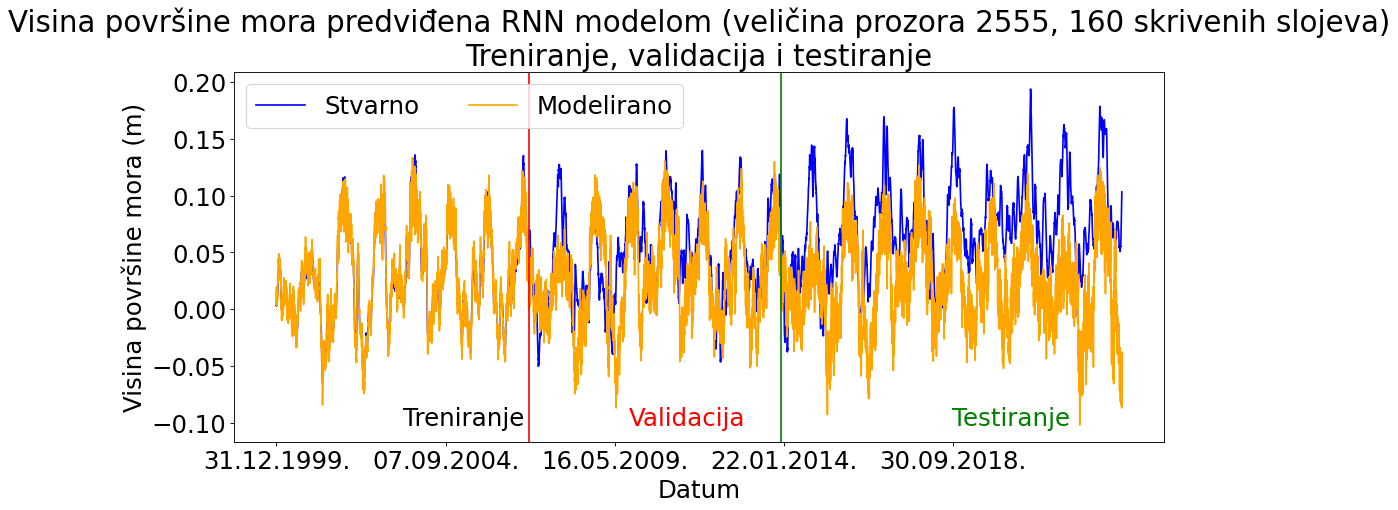 Visina površine mora predviđena RNN modelom (veličina prozora 2555, 160 skrivenih slojeva)
Treniranje, validacija i testiranje
Stvarno
Modelirano
Visina površine mora (m)
0.20
0.15
0.10
0.05
0.00
−0.05
−0.10
Treniranje
Validacija
Testiranje
31.12.1999.
07.09.2004.
16.05.2009.
22.01.2014.
30.09.2018.
Datum